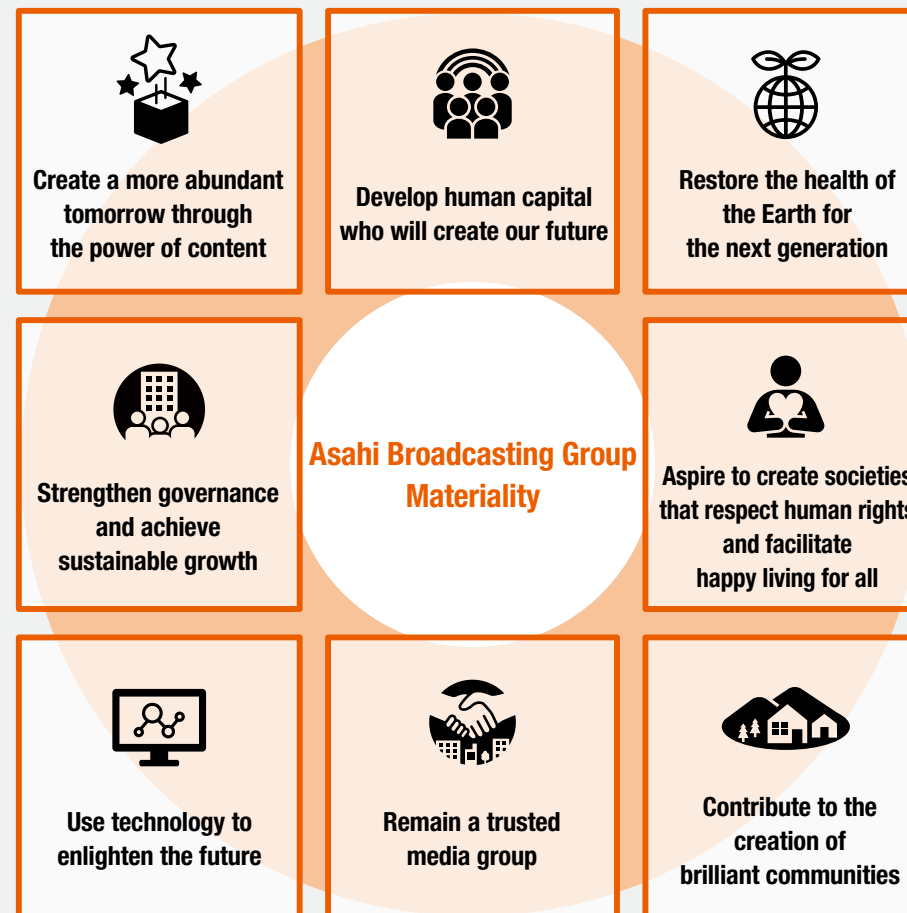 Create a more abundant
tomorrow through
the power of content
Develop human capital
who will create our future
Restore the health of
the Earth for
the next generation
Strengthen governance
and achieve
sustainable growth
Asahi Broadcasting Group
Materiality
Aspire to create societies
that respect human rights
and facilitate
happy living for all
Use technology to
enlighten the future
Remain a trusted
media group
Contribute to the
creation of
brilliant communities